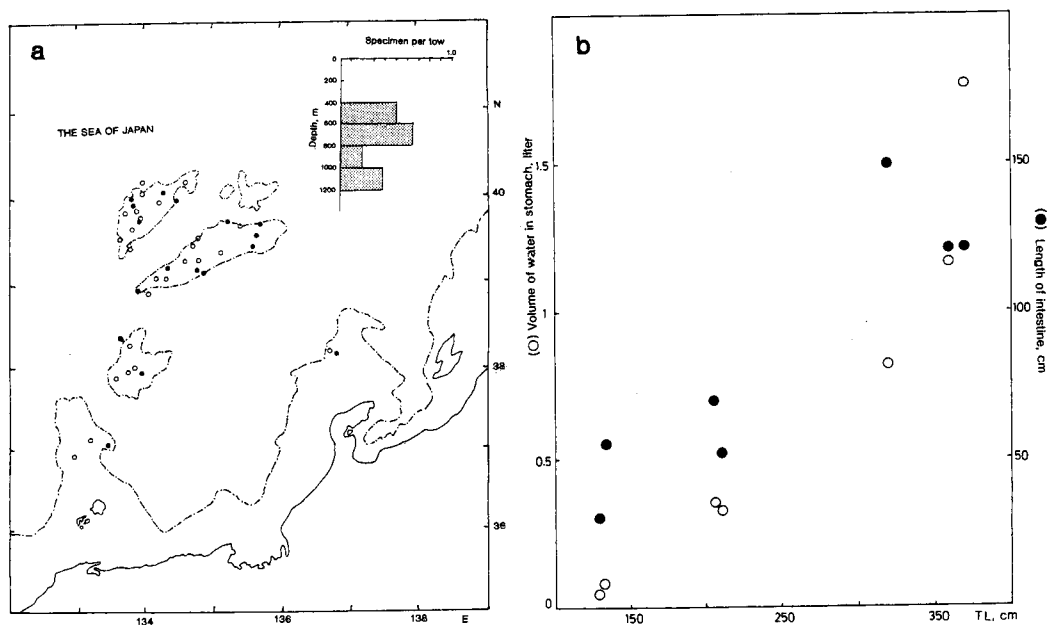 a
Specimen per tow
0
1.0
0
200
400
600
800
1000
1200
Depth, m
THE SEA OF JAPAN
N
40
38
36
134
136
138
E
b
(O) Volume of water in stomach, liter
1.5
1
0.5
0
150
250
350
TL, cm
150
100
50
(●) Length of intestine, cm